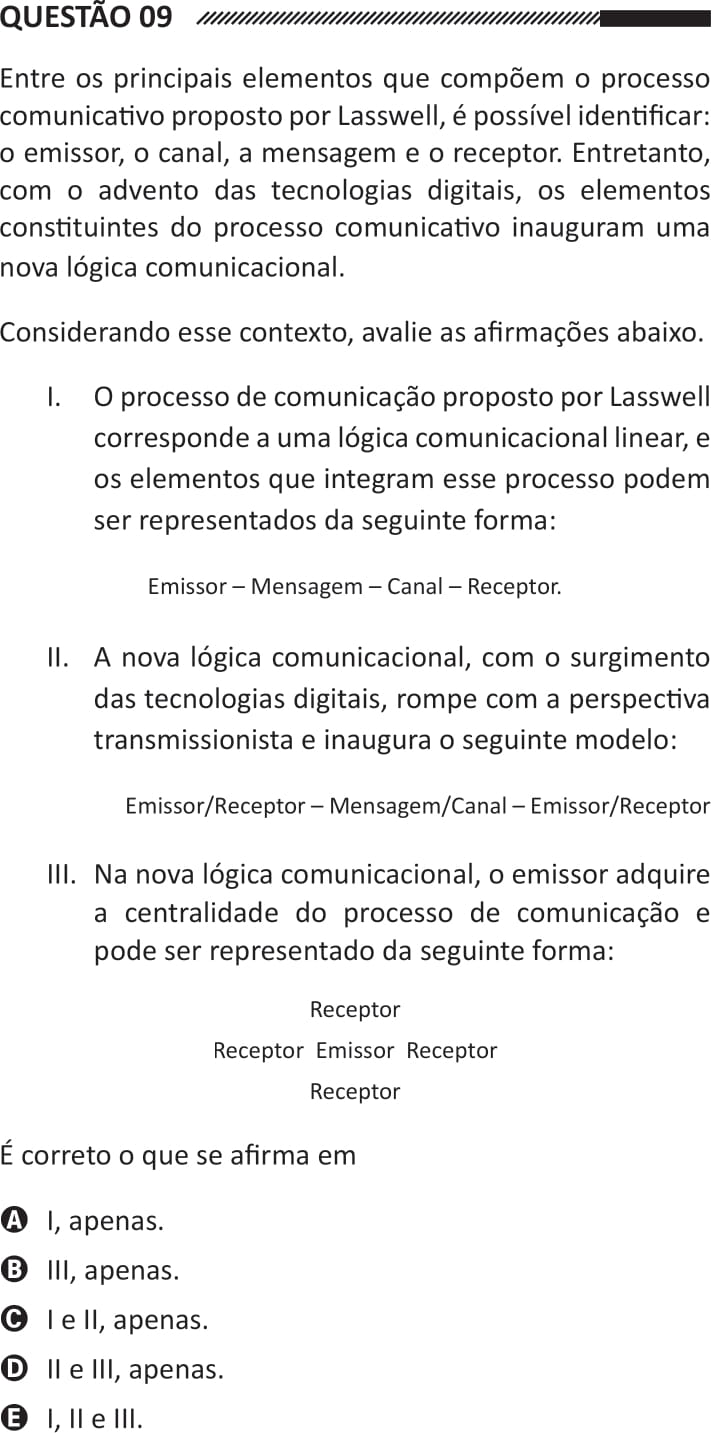 QUESTÃO 09
Entre os principais elementos que compõem o processo
comunicativo proposto por Lasswell, é possível identificar:
o emissor, o canal, a mensagem e o receptor. Entretanto,
com o advento das tecnologias digitais, os elementos
constituintes do processo comunicativo inauguram uma
nova lógica comunicacional.
Considerando esse contexto, avalie as afirmações abaixo.
I. O processo de comunicação proposto por Lasswell
corresponde a uma lógica comunicacional linear, e
os elementos que integram esse processo podem
ser representados da seguinte forma:
Emissor – Mensagem – Canal – Receptor.
II. A nova lógica comunicacional, com o surgimento
das tecnologias digitais, rompe com a perspectiva
transmissionista e inaugura o seguinte modelo:
Emissor/Receptor – Mensagem/Canal – Emissor/Receptor
III. Na nova lógica comunicacional, o emissor adquire
a centralidade do processo de comunicação e
pode ser representado da seguinte forma:
Receptor
Receptor Emissor Receptor
Receptor
É correto o que se afirma em
A I, apenas.
B III, apenas.
C I e II, apenas.
D II e III, apenas.
E I, II e III.